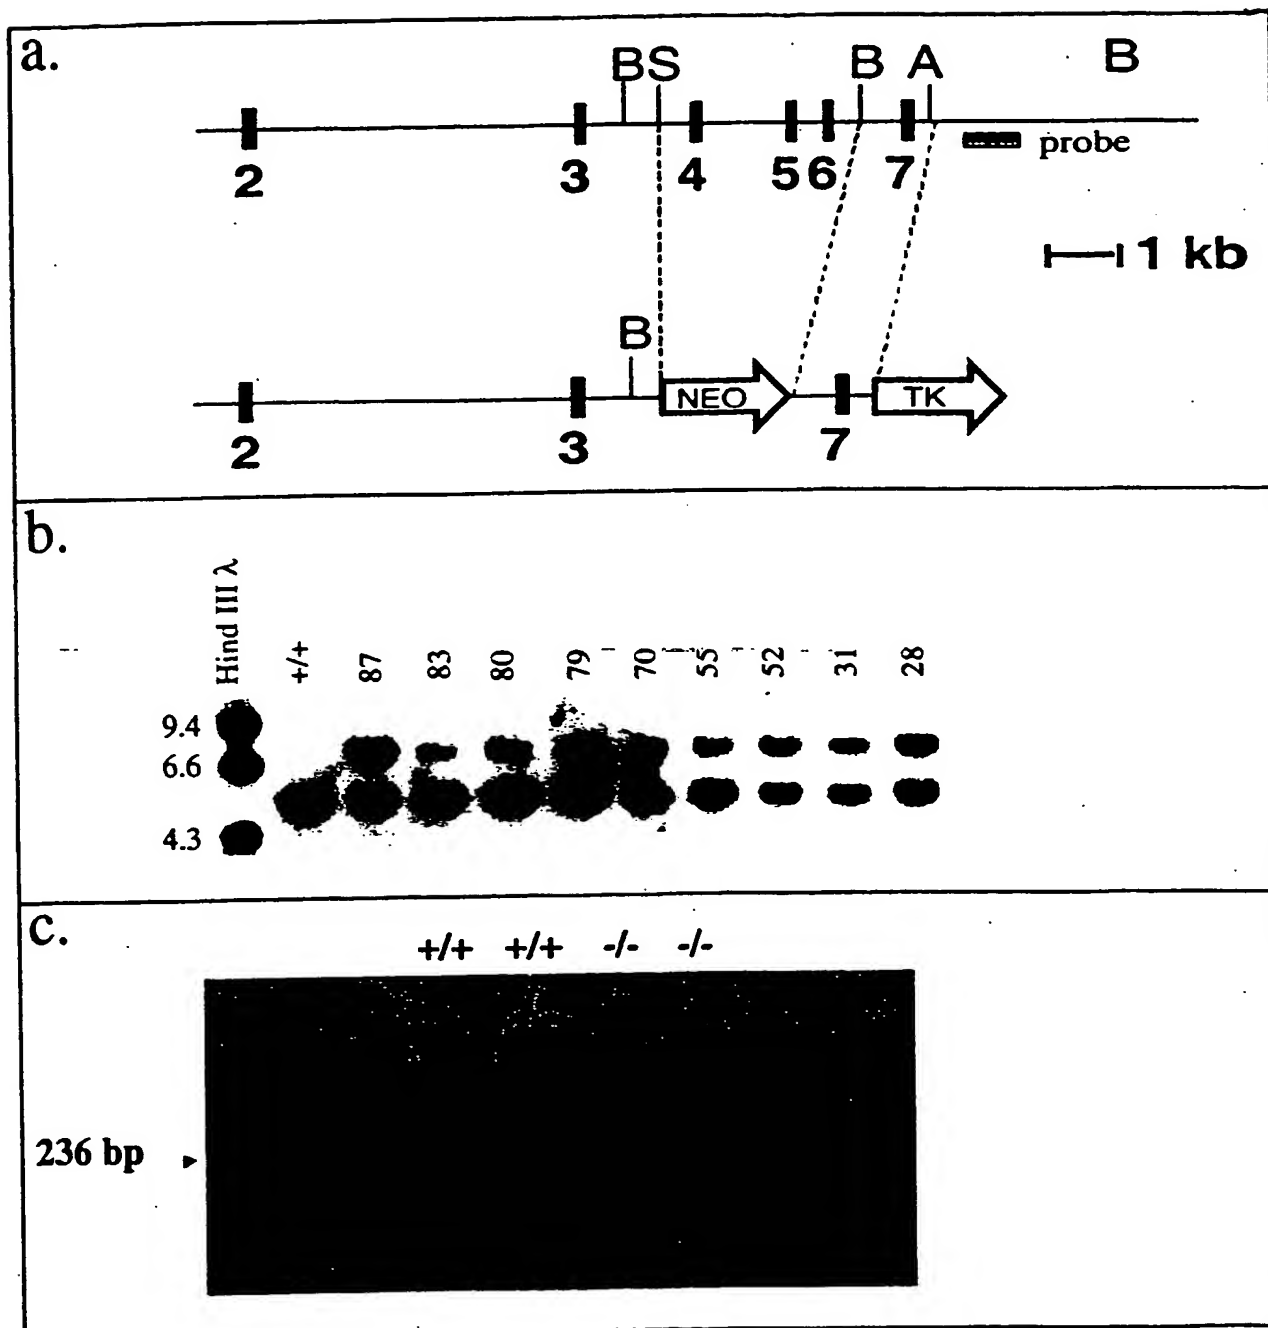 a.
BS B A B
probe
2 3 4 5 6 7
1 kb
B
NEO TK
2 3 7
b.
Hind III λ +/+ 87 83 80 79 70 55 52 31 28
9.4
6.6
4.3
c.
+/+ +/+ -/- -/-
236 bp